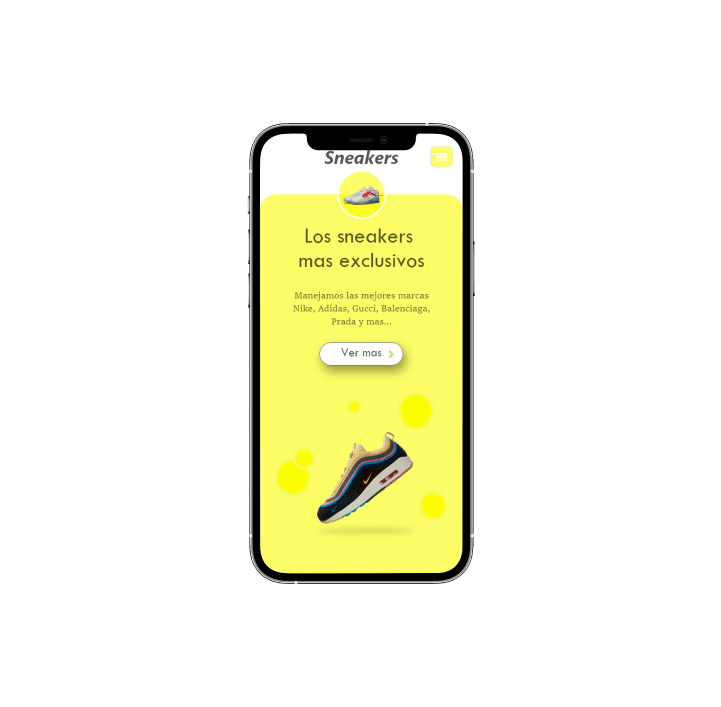 Sneakers
Los sneakers
mas exclusivos
Manejamos las mejores marcas
Nike, Adidas, Gucci, Balenciaga,
Prada y mas...
Ver mas